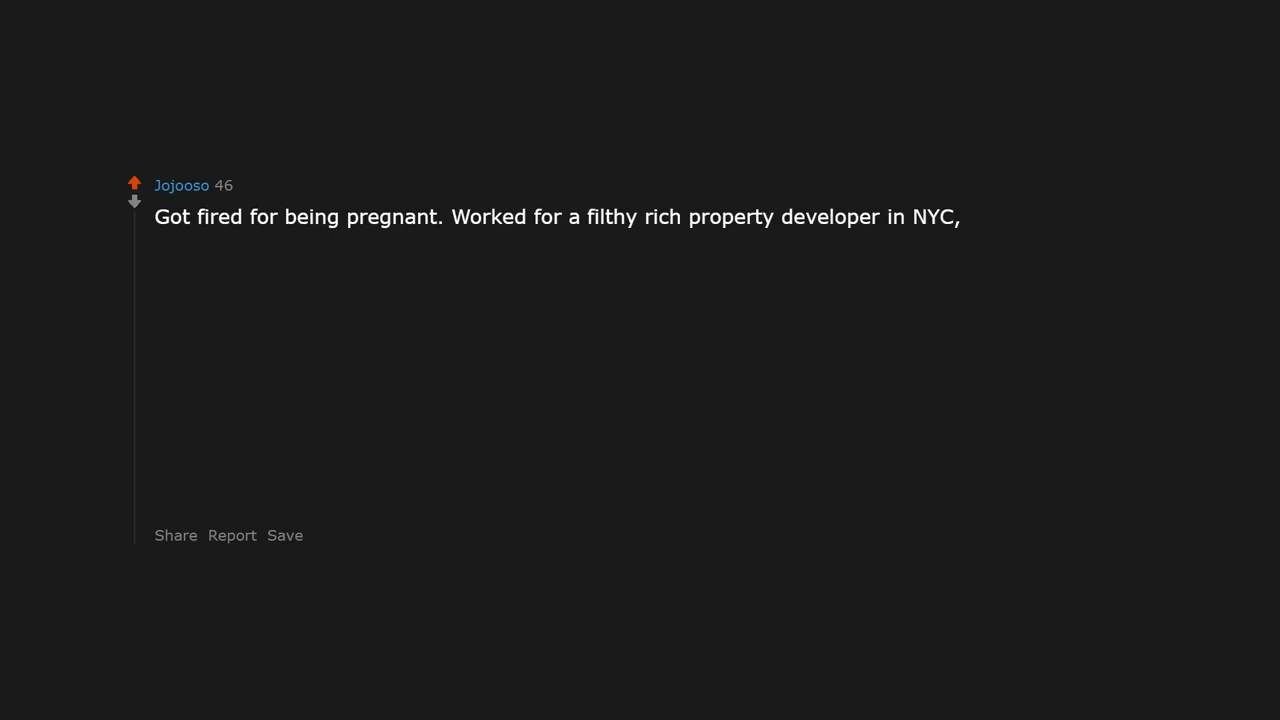 Jojooso 46
Got fired for being pregnant. Worked for a filthy rich property developer in NYC,
Share Report Save